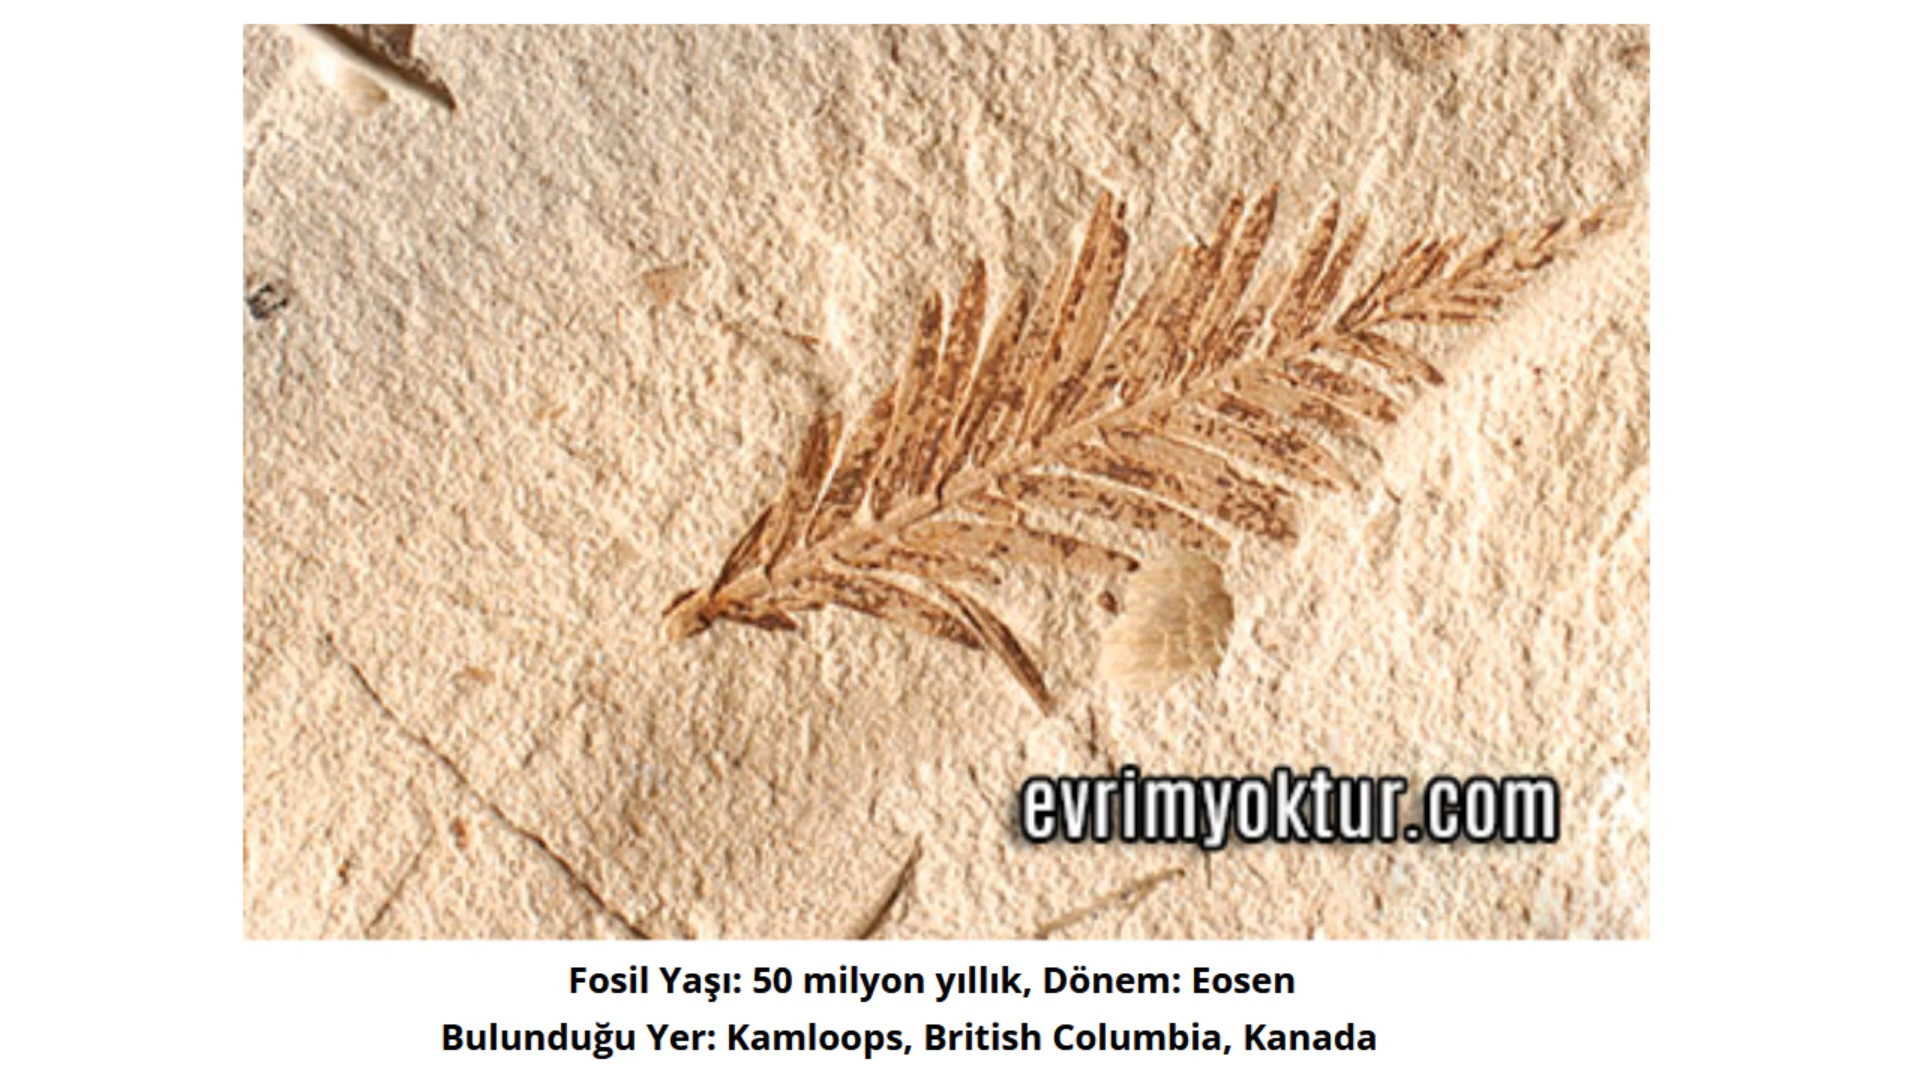 evrimyoktur.com
Fosil Yaşı: 50 milyon yıllık, Dönem: Eosen
Bulunduğu Yer: Kamloops, British Columbia, Kanada